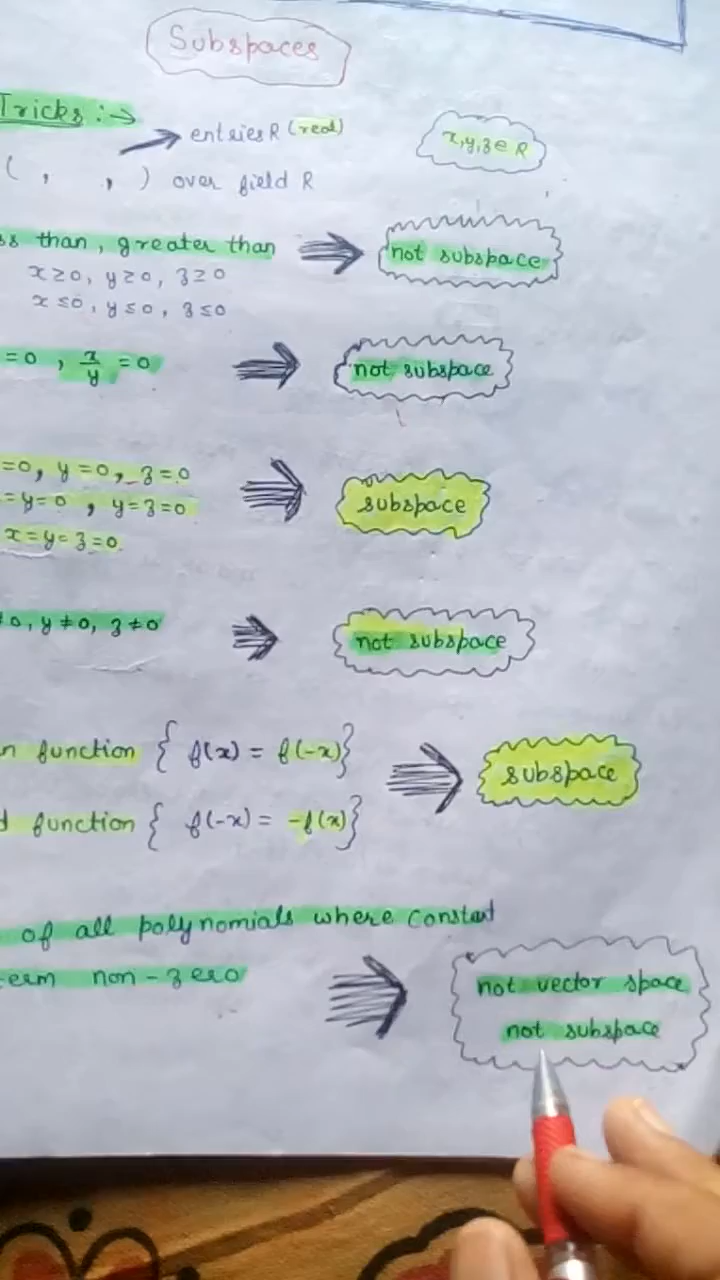 Subspaces
Tricks :→
entries R (real)
x,y,z ∈ R
( , , ) over field R
than, greater than
not subspace
x≥0, y≥0, z≥0
x≤0, y≤0, z≤0
=0, x/y =0
not subspace
=0, y=0, z=0
=y=0, y=z=0
subspace
x=y=z=0
y≠0, z≠0
not subspace
function { f(x) = f(-x)}
subspace
function { f(-x) = -f(x)}
of all polynomials where constant
non-zero
not vector space
not subspace